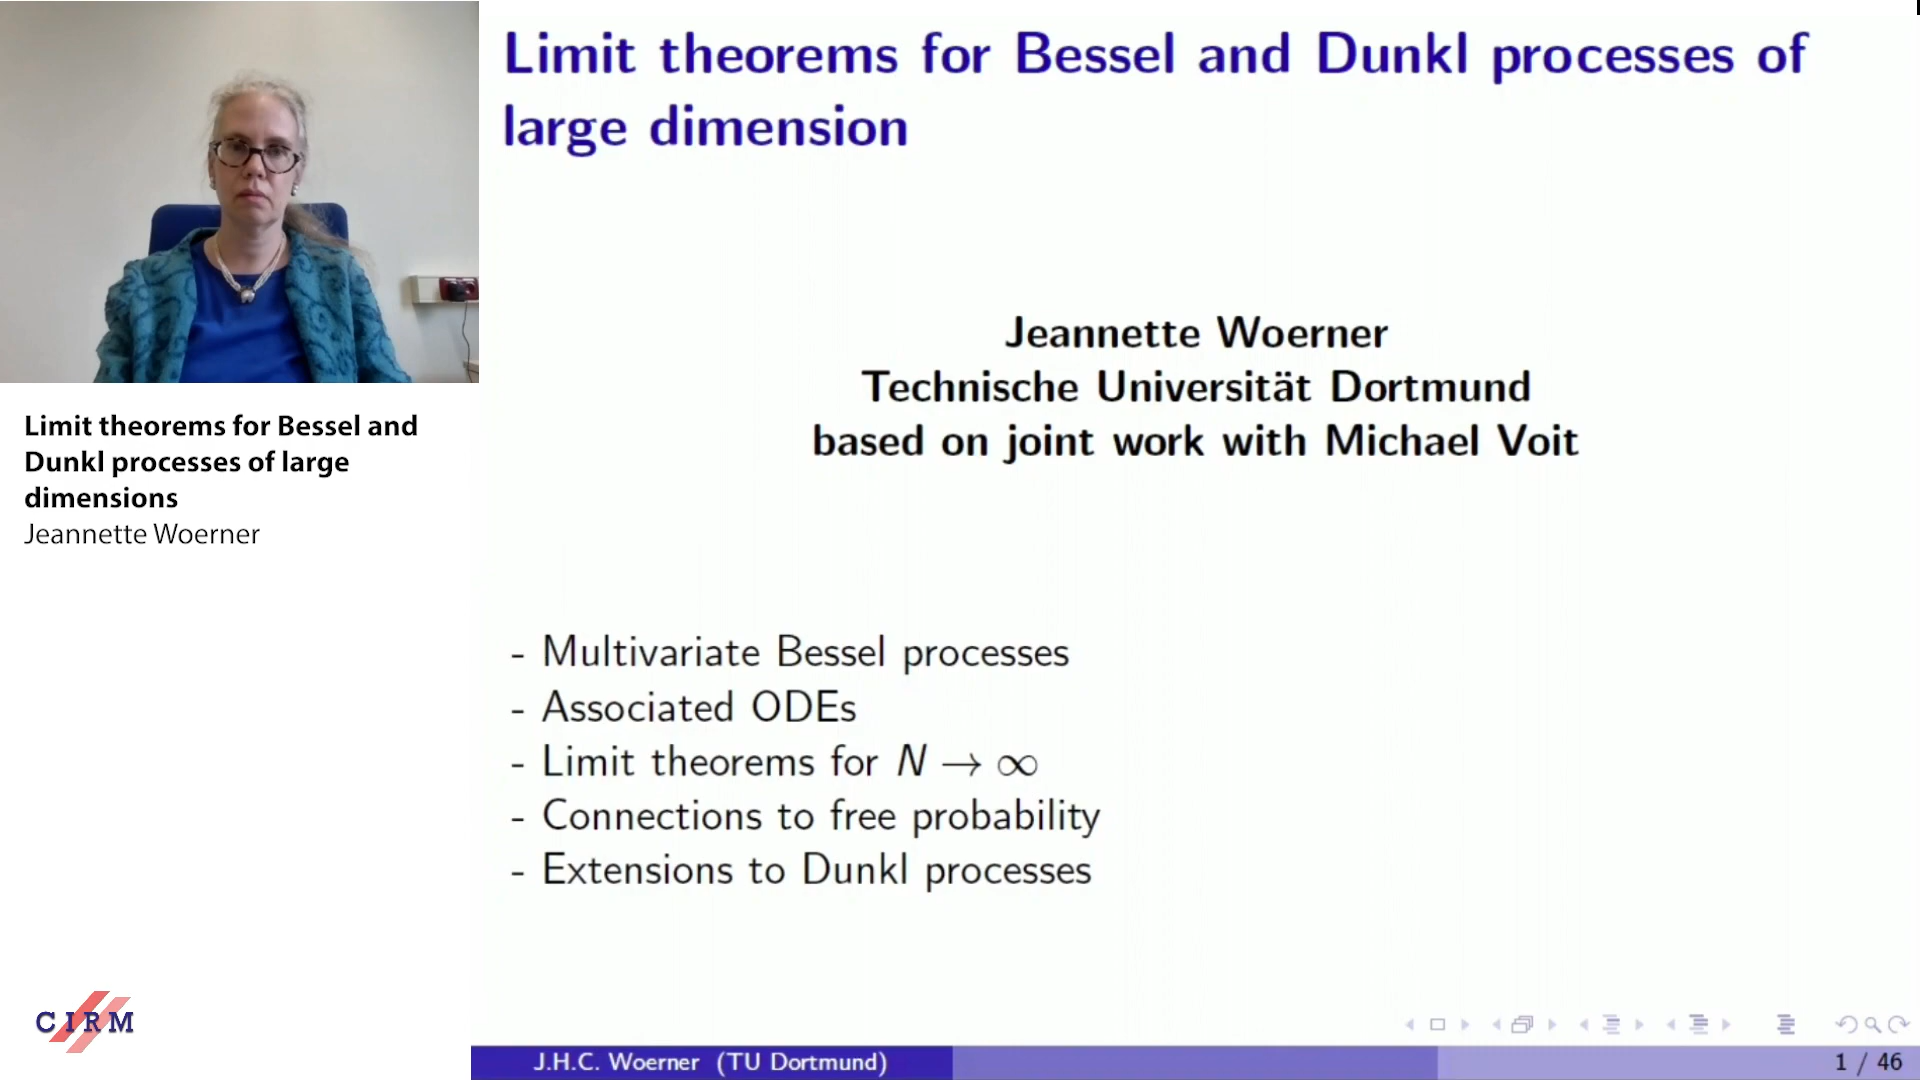 Limit theorems for Bessel and Dunkl processes of
large dimension
Jeannette Woerner
Technische Universität Dortmund
based on joint work with Michael Voit
- Multivariate Bessel processes
- Associated ODEs
- Limit theorems for N → ∞
- Connections to free probability
- Extensions to Dunkl processes
J.H.C. Woerner (TU Dortmund)
1 / 46
Limit theorems for Bessel and
Dunkl processes of large
dimensions
Jeannette Woerner
CIRM